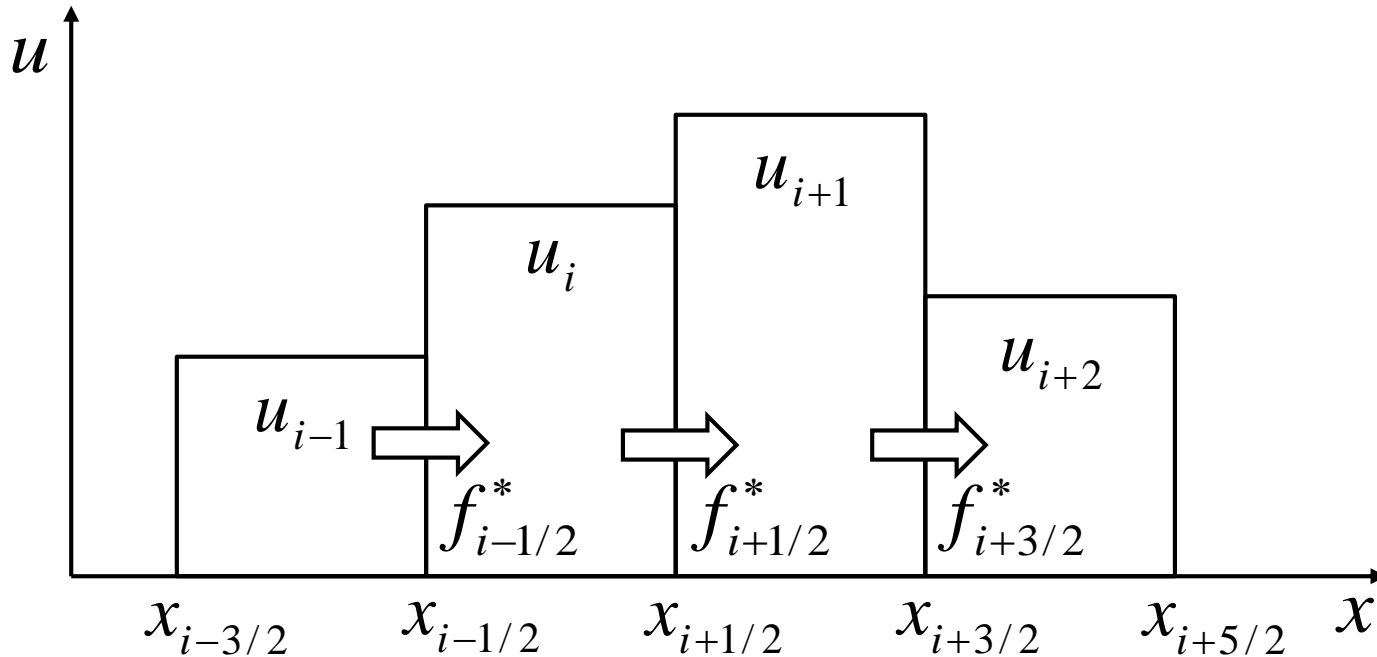 u
u_{i+1}
u_i
u_{i+2}
u_{i-1}
f^*_{i-1/2} f^*_{i+1/2} f^*_{i+3/2}
x_{i-3/2} x_{i-1/2} x_{i+1/2} x_{i+3/2} x_{i+5/2} x